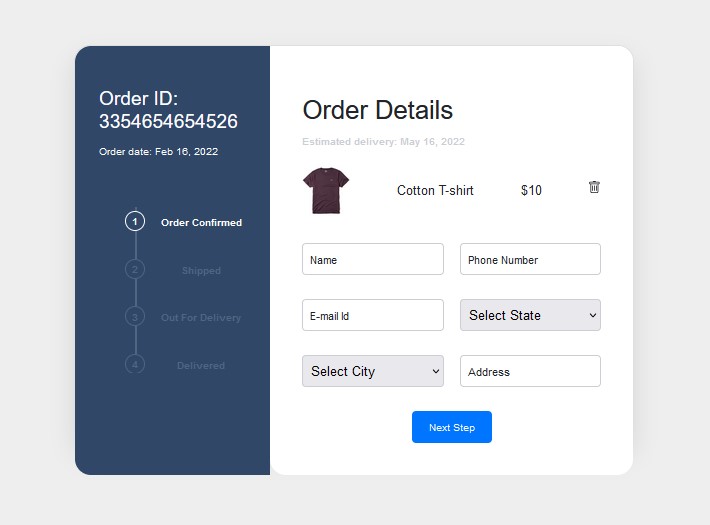 Order ID:
3354654654526
Order date: Feb 16, 2022
1 Order Confirmed
2 Shipped
3 Out For Delivery
4 Delivered
Order Details
Estimated delivery: May 16, 2022
Cotton T-shirt $10
Name Phone Number
E-mail Id Select State
Select City Address
Next Step